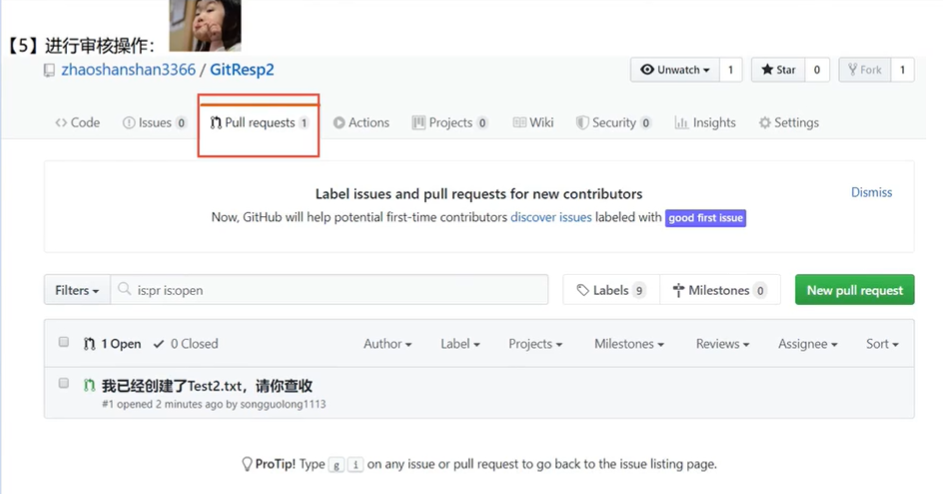 【5】进行审核操作：
zhaoshanshan3366 / GitResp2 Unwatch 1 Star 0 Fork 1
Code Issues 0 Pull requests 1 Actions Projects 0 Wiki Security 0 Insights Settings
Label issues and pull requests for new contributors Dismiss
Now, GitHub will help potential first-time contributors discover issues labeled with good first issue
Filters is:pr is:open Labels 9 Milestones 0 New pull request
1 Open 0 Closed Author Label Projects Milestones Reviews Assignee Sort
我已经创建了Test2.txt，请你查收
#1 opened 2 minutes ago by songguolong1113
ProTip! Type g i on any issue or pull request to go back to the issue listing page.